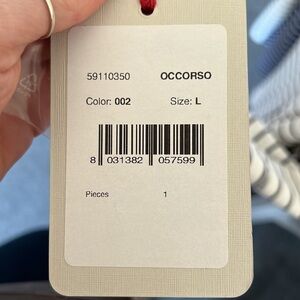 59110350 OCCORSO
Color: 002 Size: L
8 031382 057599
Pieces 1